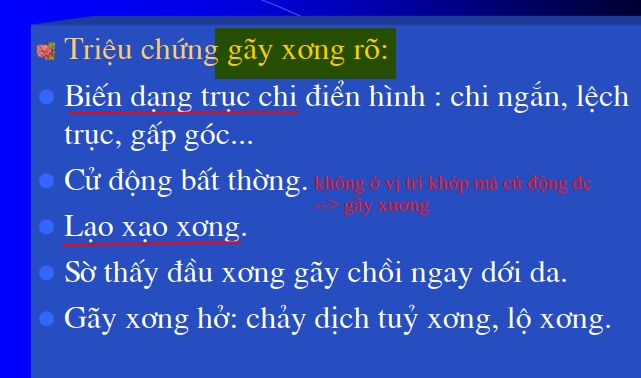 Triệu chứng gãy xơng rõ:
Biến dạng trục chi điển hình : chi ngắn, lệch
trục, gấp góc...
Cử động bất thờng. không ở vị trí khớp mà cử động đc
--> gãy xương
Lạo xạo xơng.
Sờ thấy đầu xơng gãy chồi ngay dới da.
Gãy xơng hở: chảy dịch tuỷ xơng, lộ xơng.